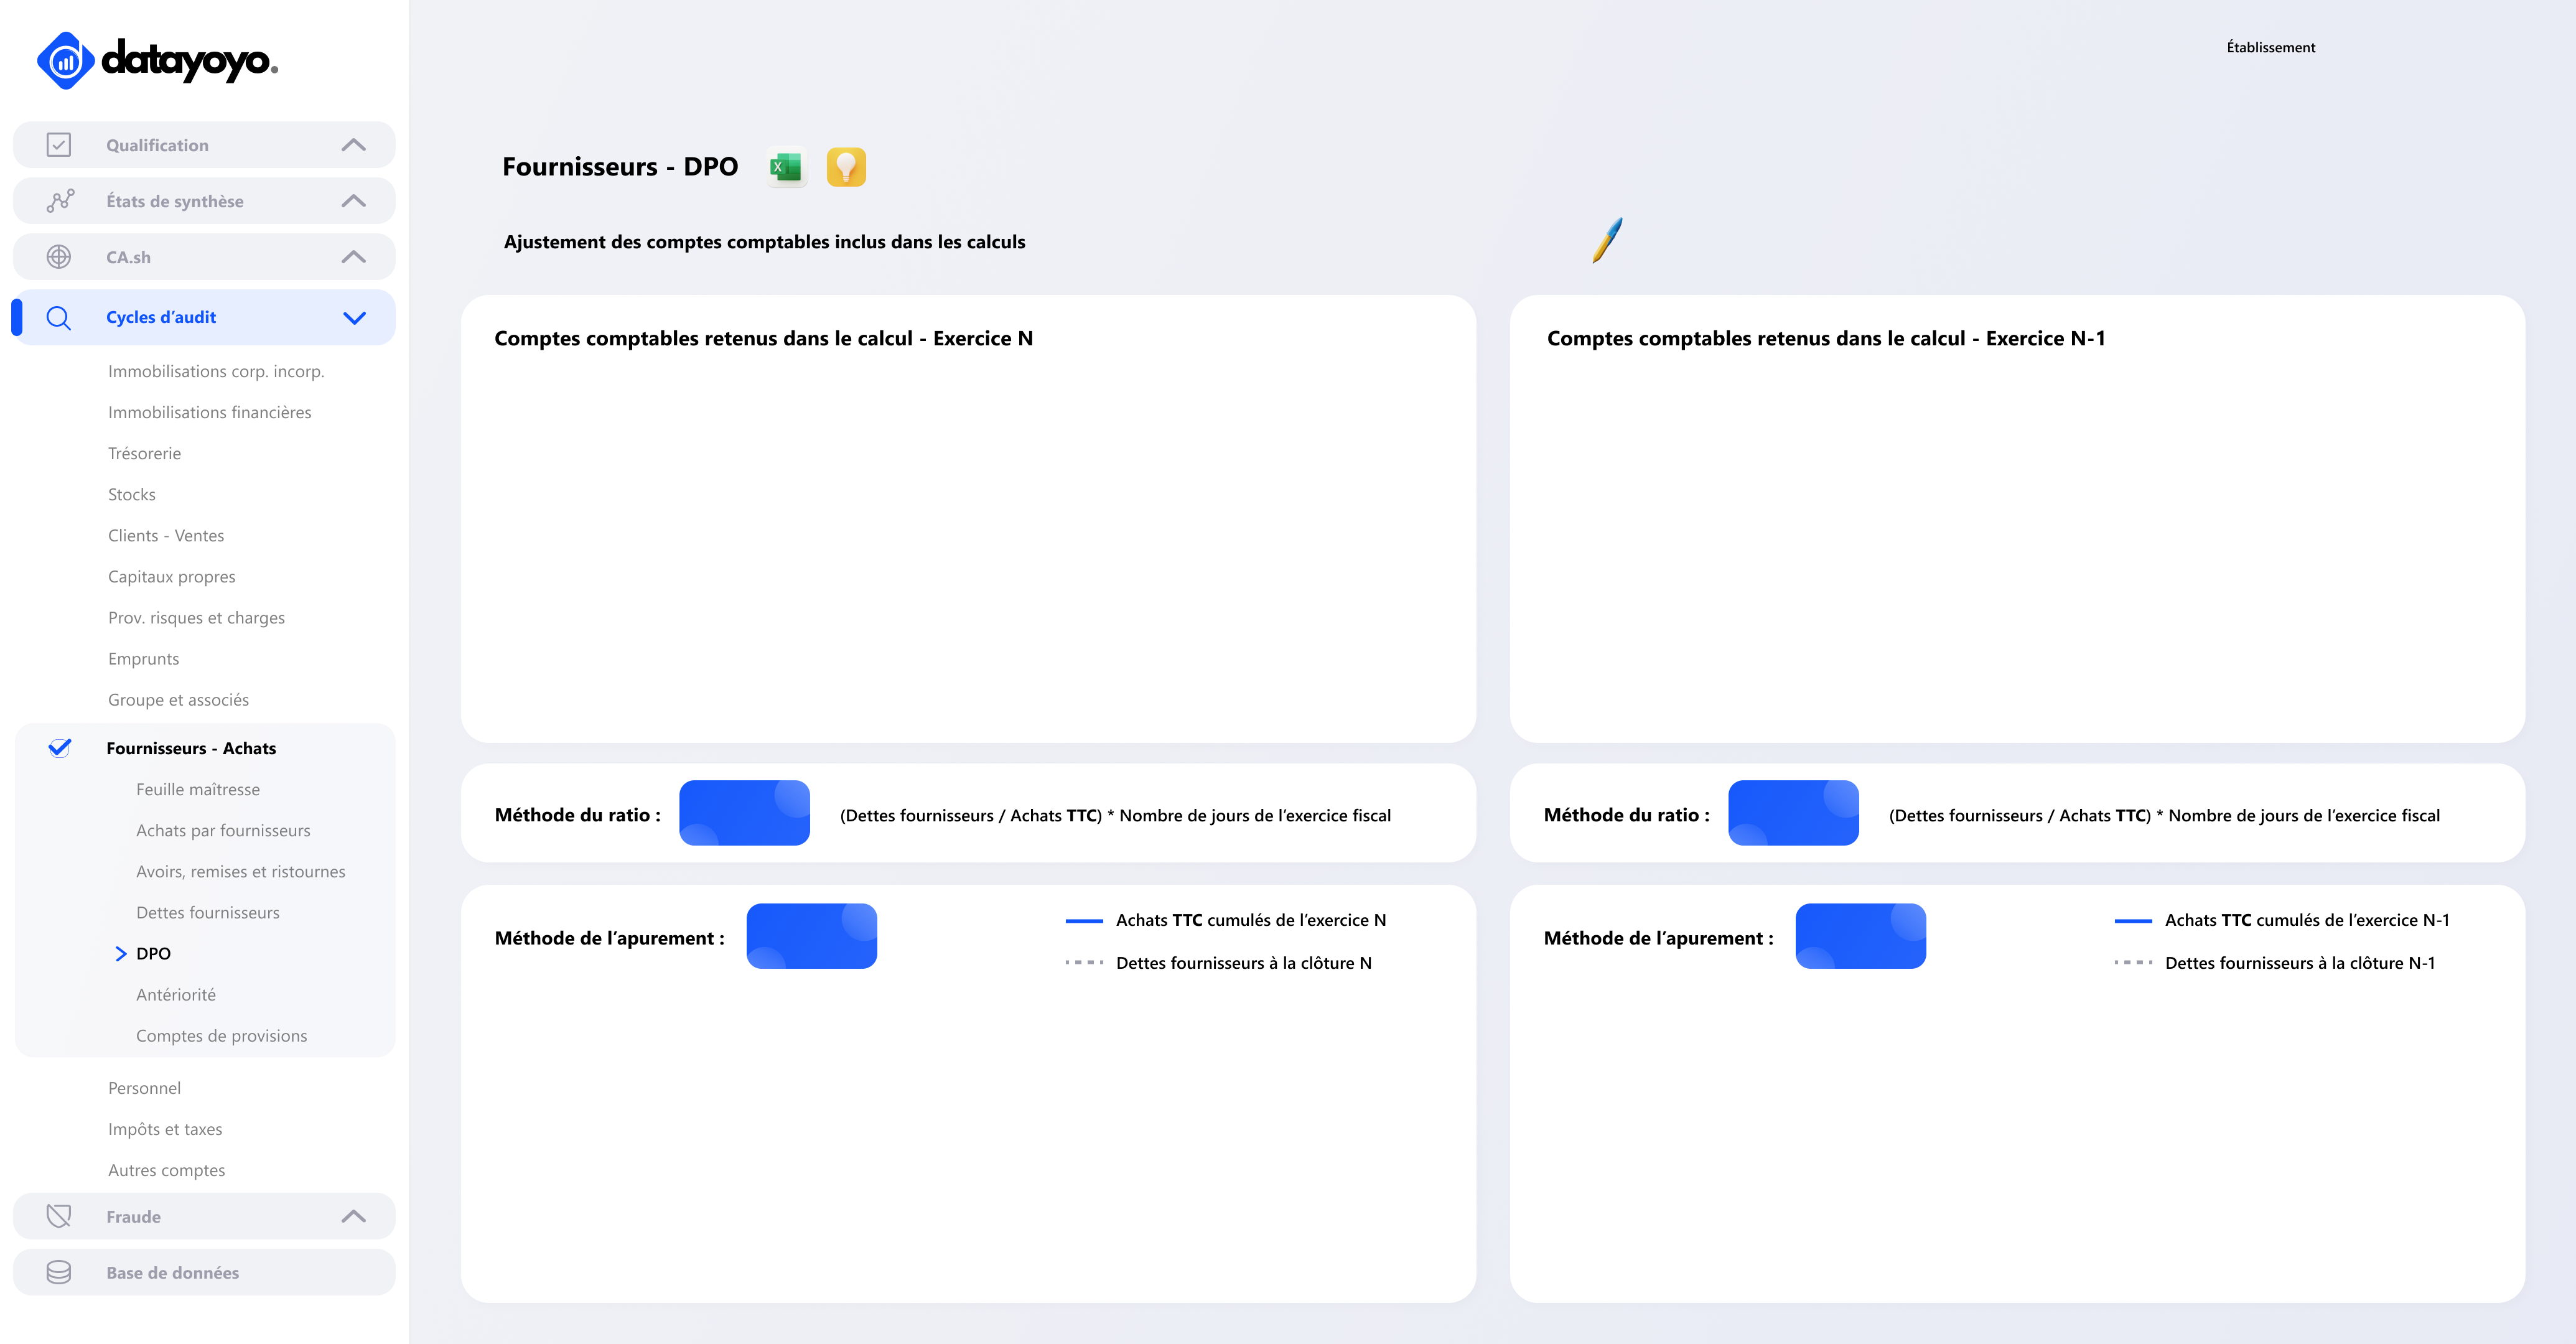 datayoyo.
Qualification
États de synthèse
CA.sh
Cycles d’audit
Immobilisations corp. incorp.
Immobilisations financières
Trésorerie
Stocks
Clients - Ventes
Capitaux propres
Prov. risques et charges
Emprunts
Groupe et associés
Fournisseurs - Achats
Feuille maîtresse
Achats par fournisseurs
Avoirs, remises et ristournes
Dettes fournisseurs
DPO
Antériorité
Comptes de provisions
Personnel
Impôts et taxes
Autres comptes
Fraude
Base de données
Établissement
Fournisseurs - DPO
X
Ajustement des comptes comptables inclus dans les calculs
Comptes comptables retenus dans le calcul - Exercice N
Méthode du ratio : (Dettes fournisseurs / Achats TTC) * Nombre de jours de l’exercice fiscal
Méthode de l’apurement :
Achats TTC cumulés de l’exercice N
Dettes fournisseurs à la clôture N
Comptes comptables retenus dans le calcul - Exercice N-1
Méthode du ratio : (Dettes fournisseurs / Achats TTC) * Nombre de jours de l’exercice fiscal
Méthode de l’apurement :
Achats TTC cumulés de l’exercice N-1
Dettes fournisseurs à la clôture N-1